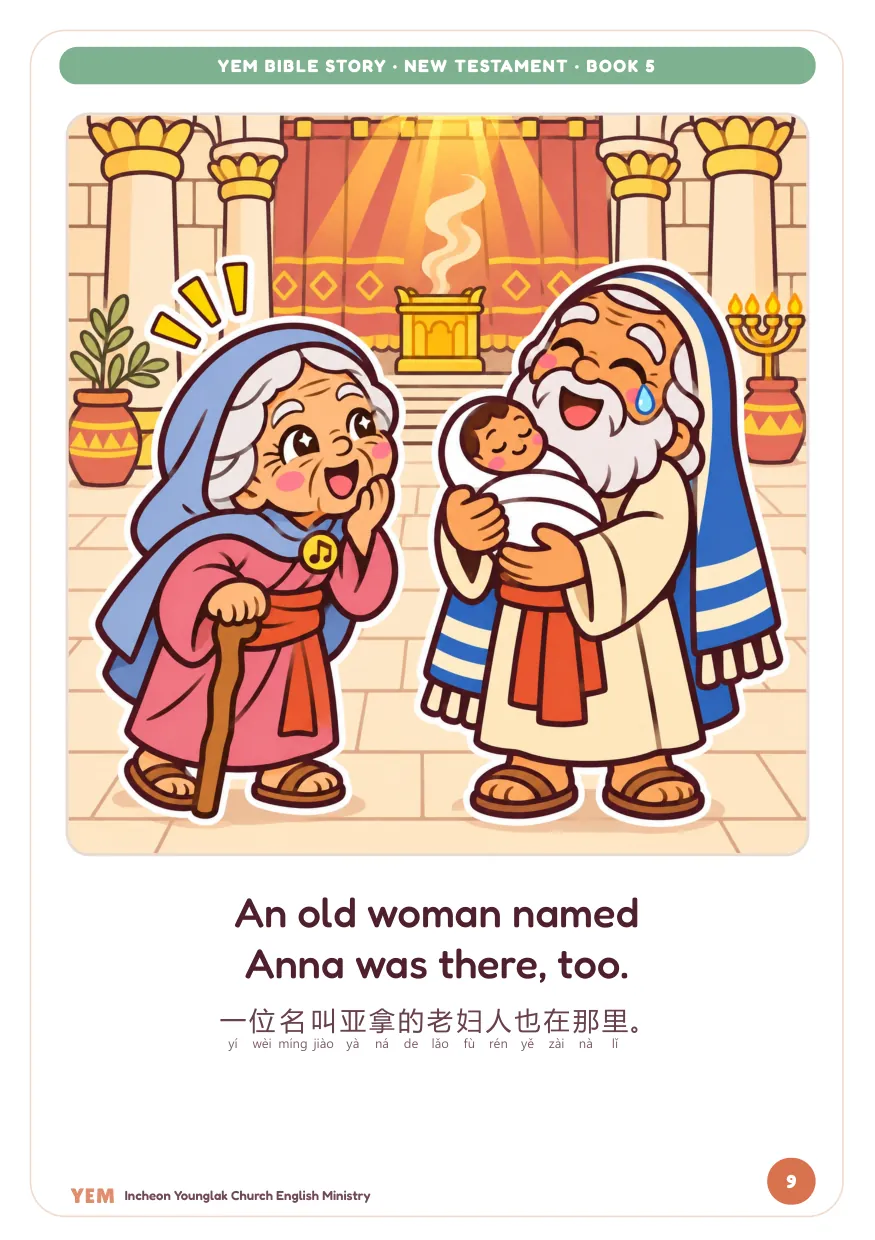 YEM BIBLE STORY · NEW TESTAMENT · BOOK 5
An old woman named
Anna was there, too.
一位名叫亚拿的老妇人也在那里。
yí wèi míng jiào yà ná de lǎo fù rén yě zài nà lǐ
YEM Incheon Younglak Church English Ministry
9